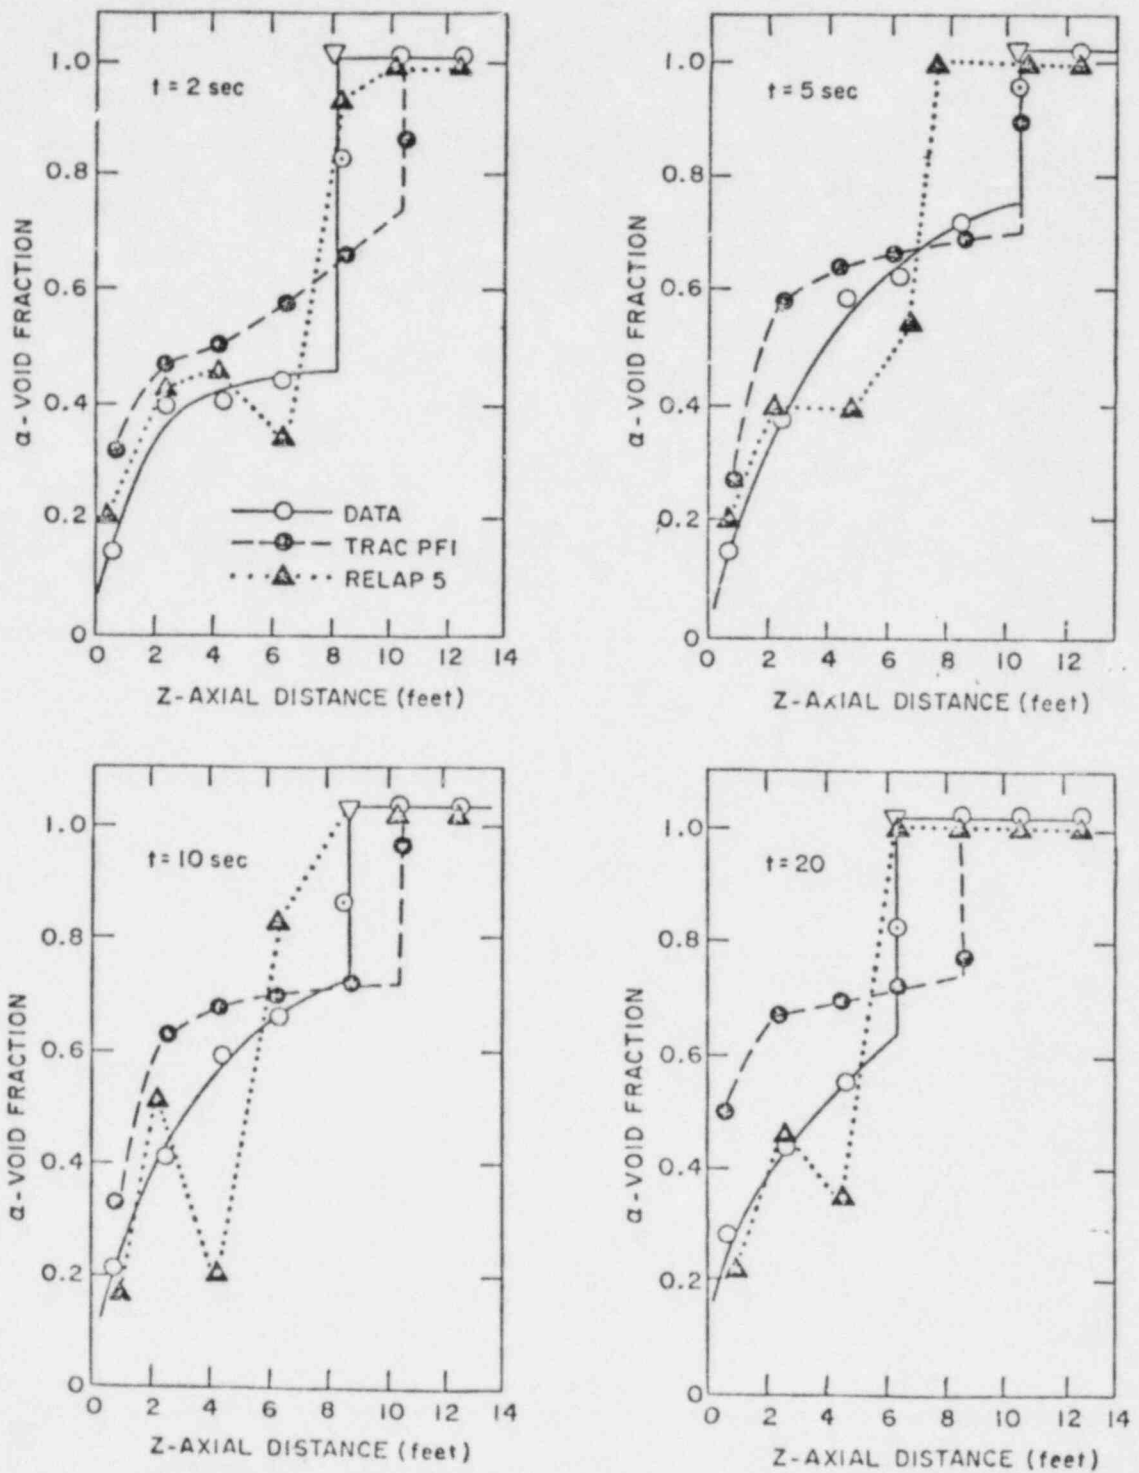 t = 2 sec
1.0
0.8
0.6
0.4
0.2
0
α - VOID FRACTION
DATA
TRAC PF1
RELAP 5
0 2 4 6 8 10 12 14
Z-AXIAL DISTANCE (feet)
t = 5 sec
1.0
0.8
0.6
0.4
0.2
0
α - VOID FRACTION
0 2 4 6 8 10 12
Z-AXIAL DISTANCE (feet)
t = 10 sec
1.0
0.8
0.6
0.4
0.2
0
α - VOID FRACTION
0 2 4 6 8 10 12 14
Z-AXIAL DISTANCE (feet)
t = 20
1.0
0.8
0.6
0.4
0.2
0
α - VOID FRACTION
0 2 4 6 8 10 12 14
Z-AXIAL DISTANCE (feet)